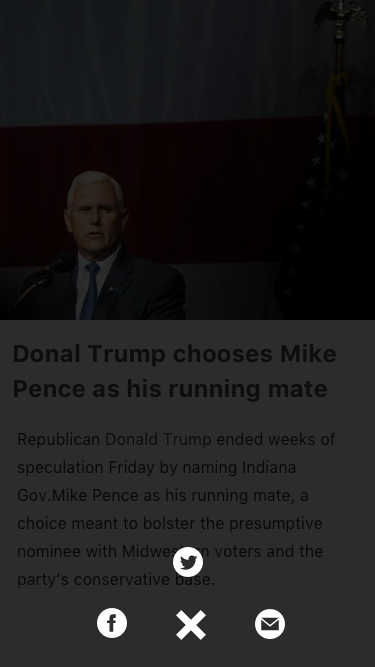 Donal Trump chooses Mike
Pence as his running mate
Republican Donald Trump ended weeks of
speculation Friday by naming Indiana
Gov.Mike Pence as his running mate, a
choice meant to bolster the presumptive
nominee with Midwestern voters and the
party's conservative base.